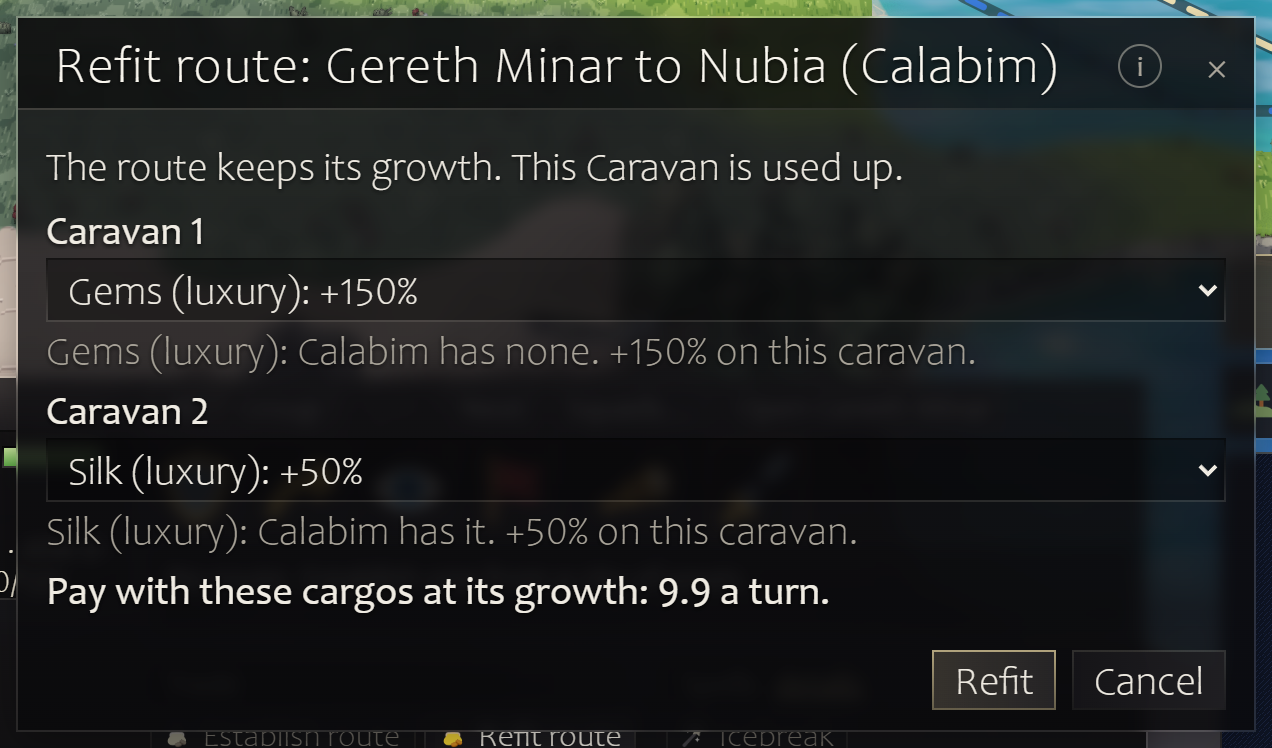 Refit route: Gereth Minar to Nubia (Calabim)
i
×
The route keeps its growth. This Caravan is used up.
Caravan 1
Gems (luxury): +150%
Gems (luxury): Calabim has none. +150% on this caravan.
Caravan 2
Silk (luxury): +50%
Silk (luxury): Calabim has it. +50% on this caravan.
Pay with these cargos at its growth: 9.9 a turn.
Refit Cancel
Establish route Refit route Icebreak